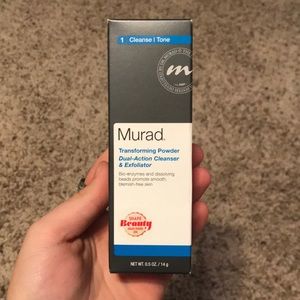 1 Cleanse | Tone
m
Murad.
Transforming Powder
Dual-Action Cleanser
& Exfoliator
Bio-enzymes and dissolving
beads promote smooth,
blemish-free skin
SHAPE
Beauty
NET WT. 0.5 OZ. / 14 g